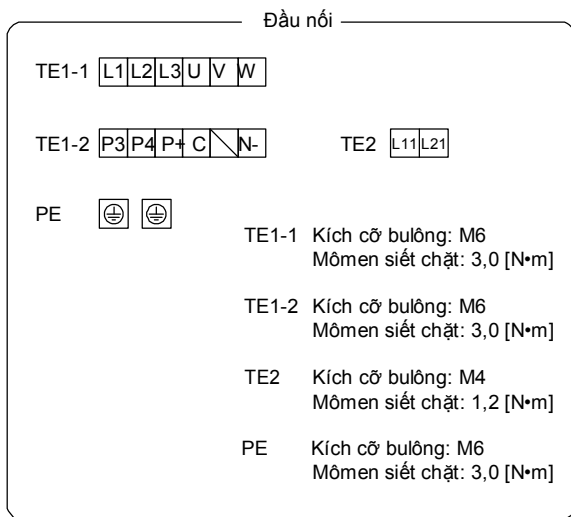 Đầu nối
TE1-1 L1 L2 L3 U V W
TE1-2 P3 P4 P+ C N- TE2 L11 L21
PE
TE1-1 Kích cỡ bulông: M6
Mômen siết chặt: 3,0 [N•m]
TE1-2 Kích cỡ bulông: M6
Mômen siết chặt: 3,0 [N•m]
TE2 Kích cỡ bulông: M4
Mômen siết chặt: 1,2 [N•m]
PE Kích cỡ bulông: M6
Mômen siết chặt: 3,0 [N•m]